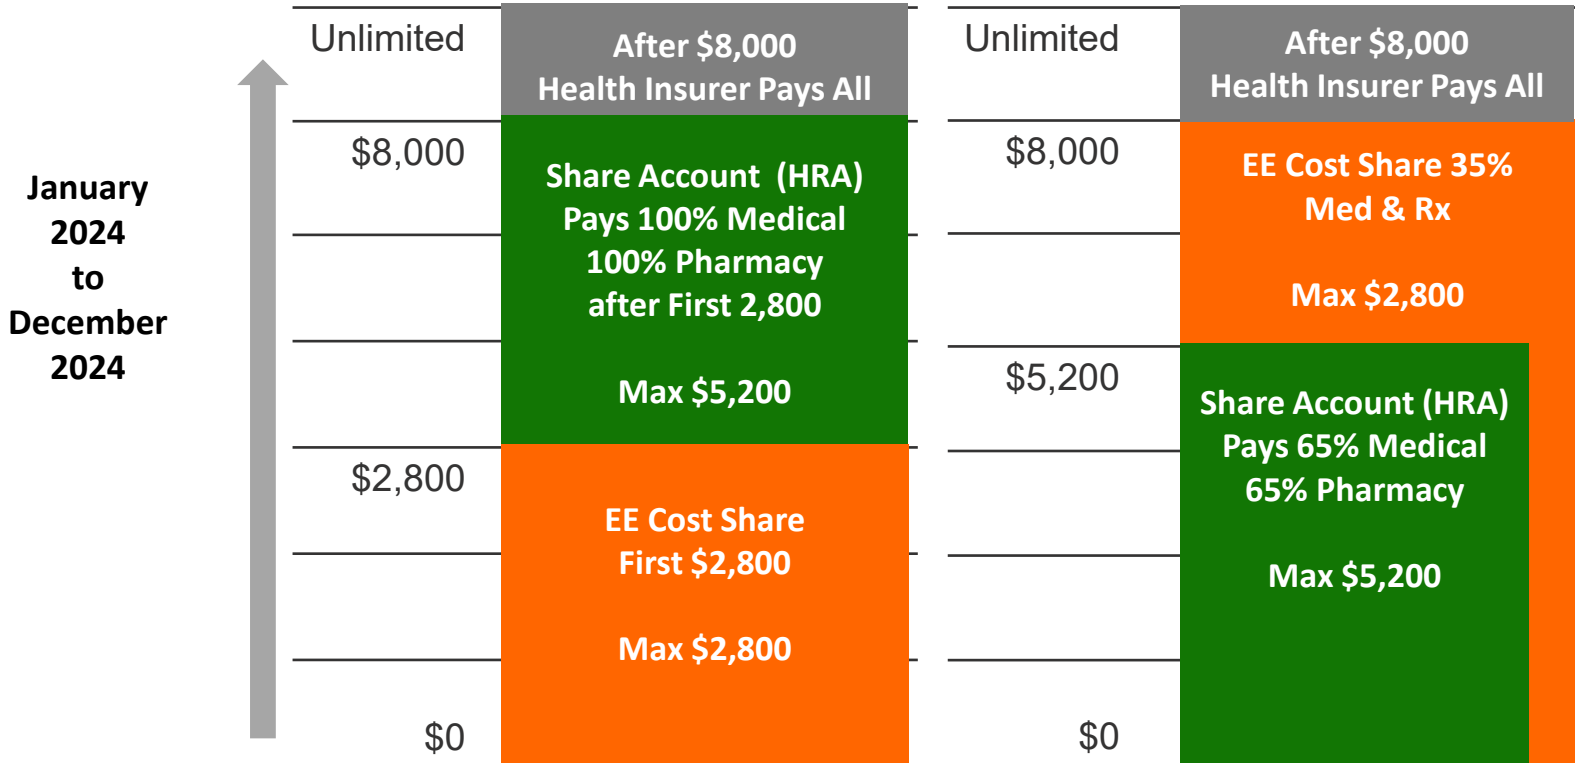 January
2024
to
December
2024
Unlimited
$8,000
$2,800
$0
After $8,000
Health Insurer Pays All
Share Account (HRA)
Pays 100% Medical
100% Pharmacy
after First 2,800
Max $5,200
EE Cost Share
First $2,800
Max $2,800
Unlimited
$8,000
$5,200
$0
After $8,000
Health Insurer Pays All
EE Cost Share 35%
Med & Rx
Max $2,800
Share Account (HRA)
Pays 65% Medical
65% Pharmacy
Max $5,200